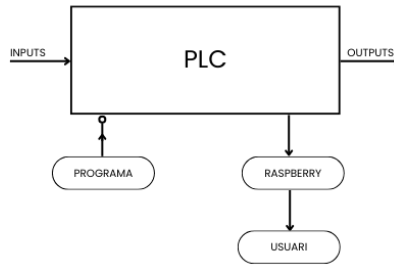 INPUTS
PLC
OUTPUTS
PROGRAMA
RASPBERRY
USUARI